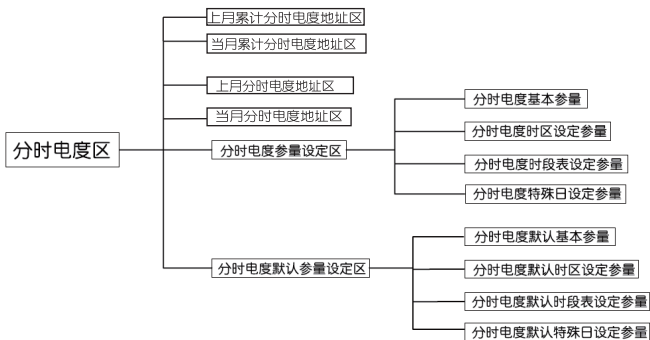 上月累计分时电度地址区
当月累计分时电度地址区
上月分时电度地址区
当月分时电度地址区
分时电度区
分时电度参量设定区
分时电度基本参量
分时电度时区设定参量
分时电度时段表设定参量
分时电度特殊日设定参量
分时电度默认参量设定区
分时电度默认基本参量
分时电度默认时区设定参量
分时电度默认时段表设定参量
分时电度默认特殊日设定参量